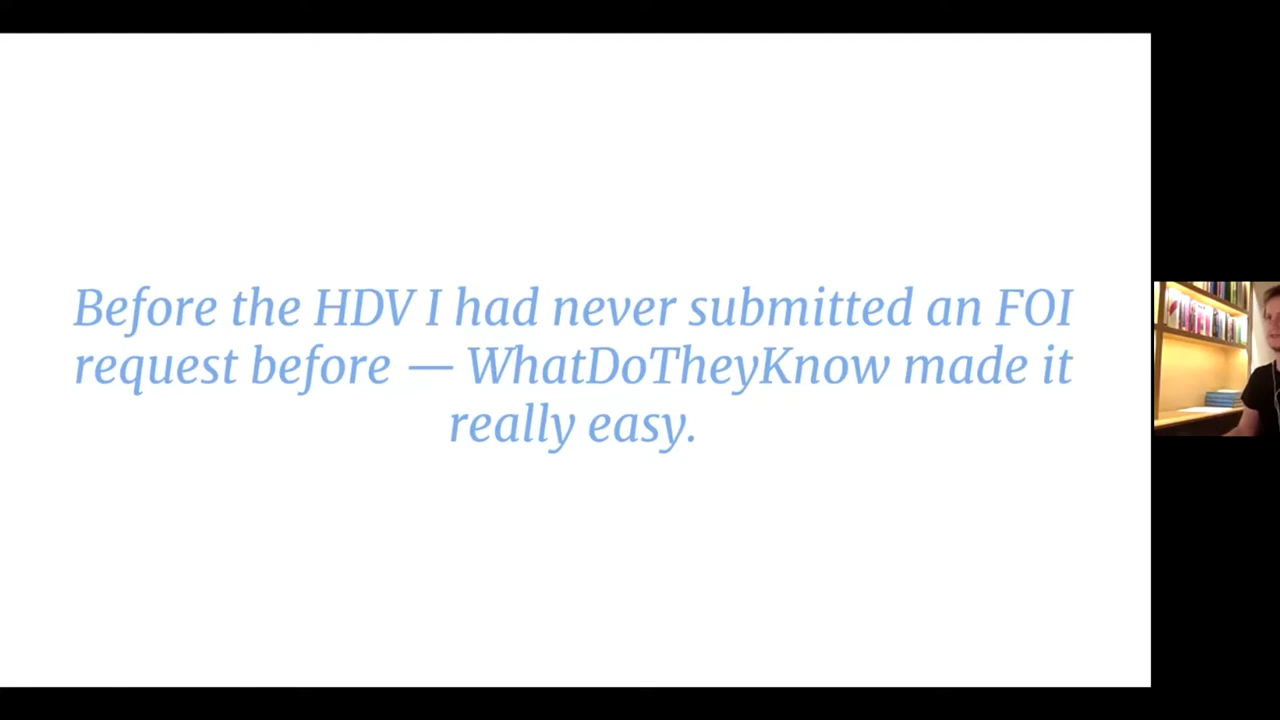 Before the HDV I had never submitted an FOI
request before — WhatDoTheyKnow made it
really easy.